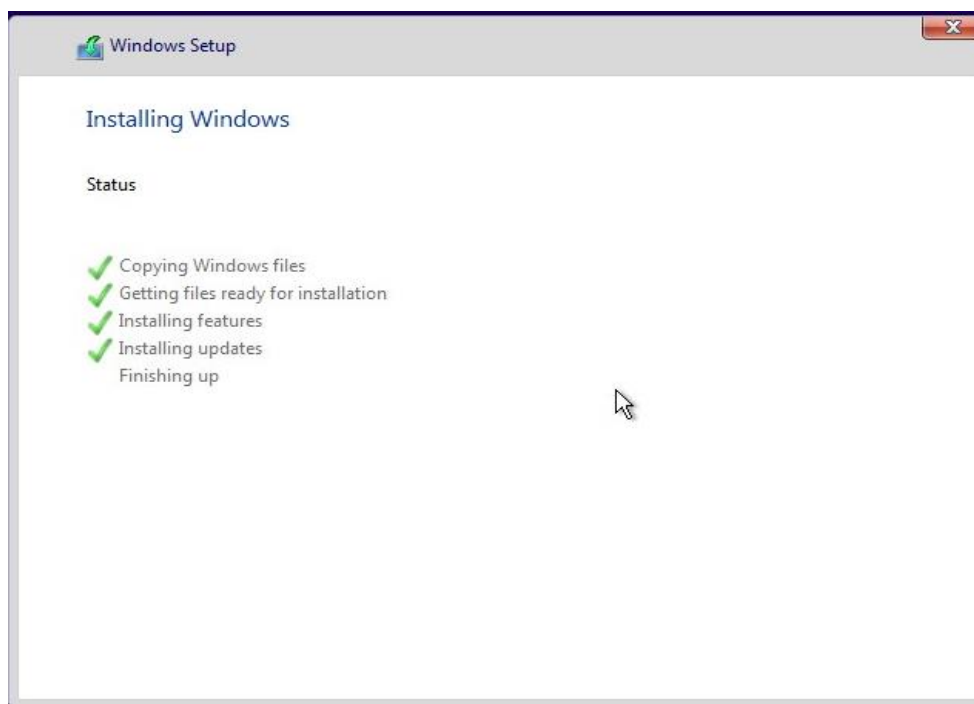 Windows Setup
Installing Windows
Status
Copying Windows files
Getting files ready for installation
Installing features
Installing updates
Finishing up